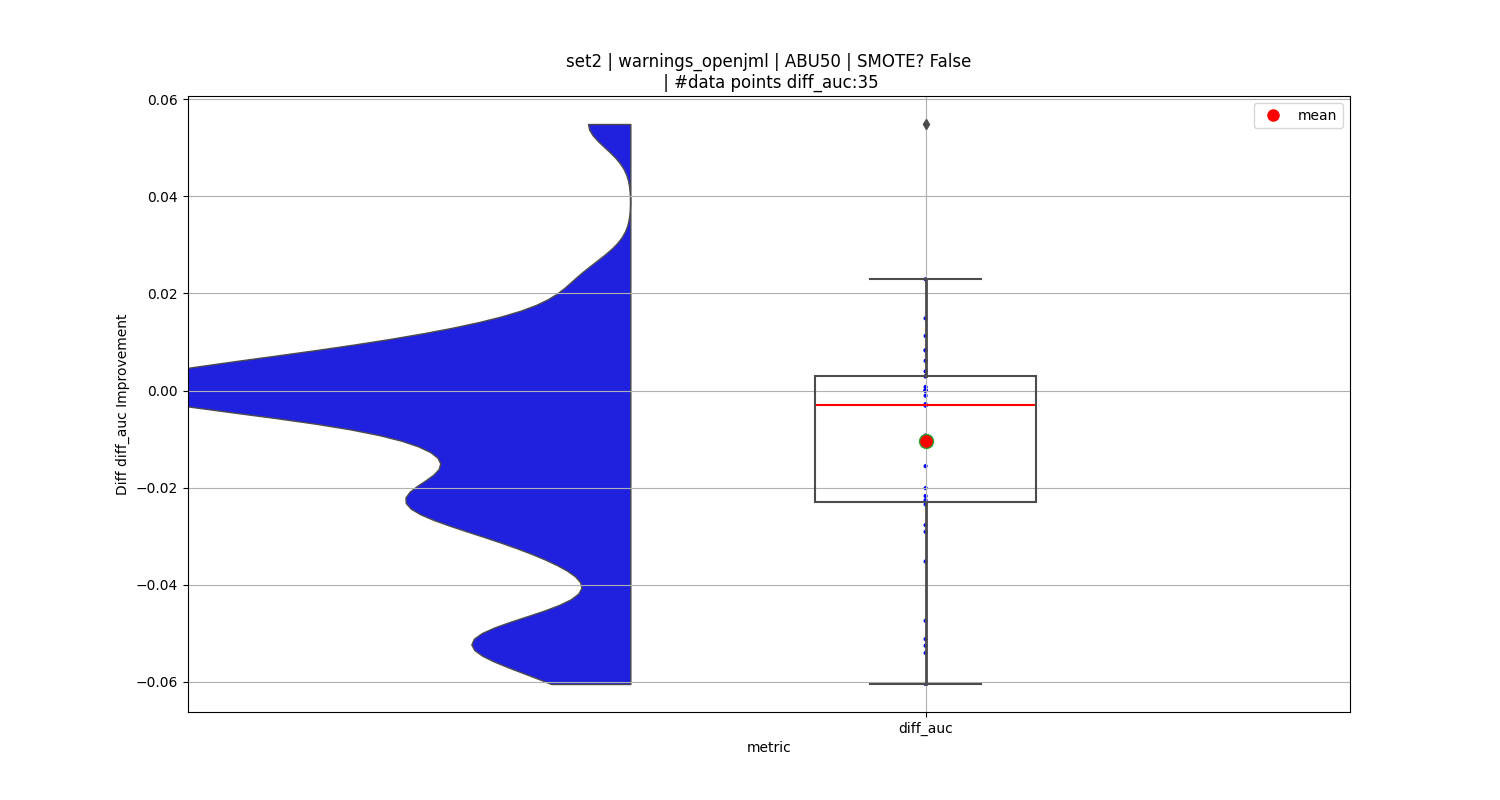 set2 | warnings_openjml | ABU50 | SMOTE? False
| #data points diff_auc:35
mean
0.06
0.04
0.02
0.00
−0.02
−0.04
−0.06
Diff diff_auc Improvement
diff_auc
metric